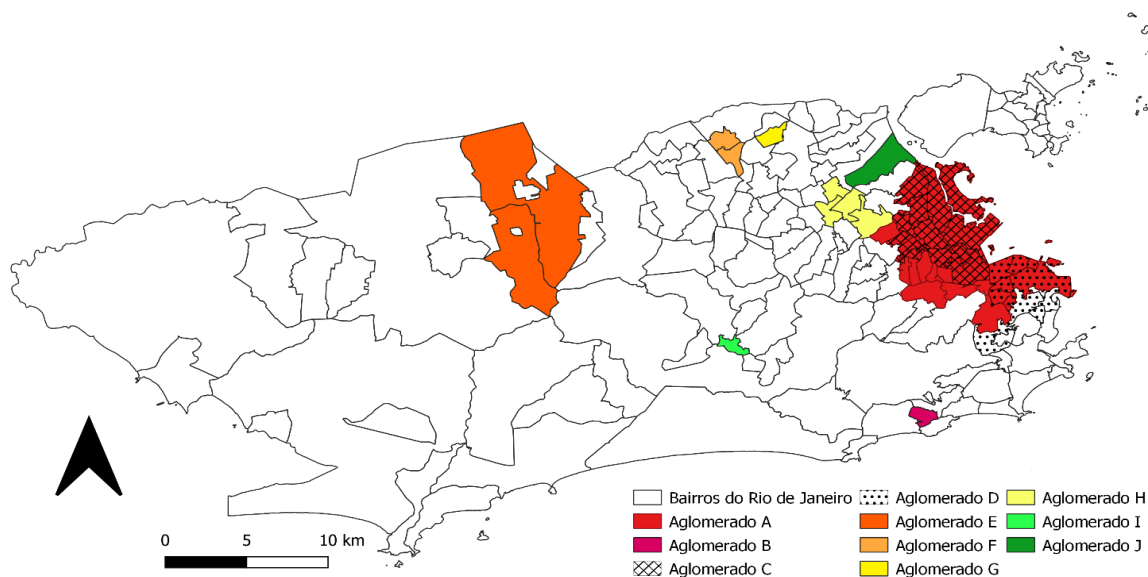 Bairros do Rio de Janeiro
Aglomerado A
Aglomerado B
Aglomerado C
Aglomerado D
Aglomerado E
Aglomerado F
Aglomerado G
Aglomerado H
Aglomerado I
Aglomerado J
0 5 10 km